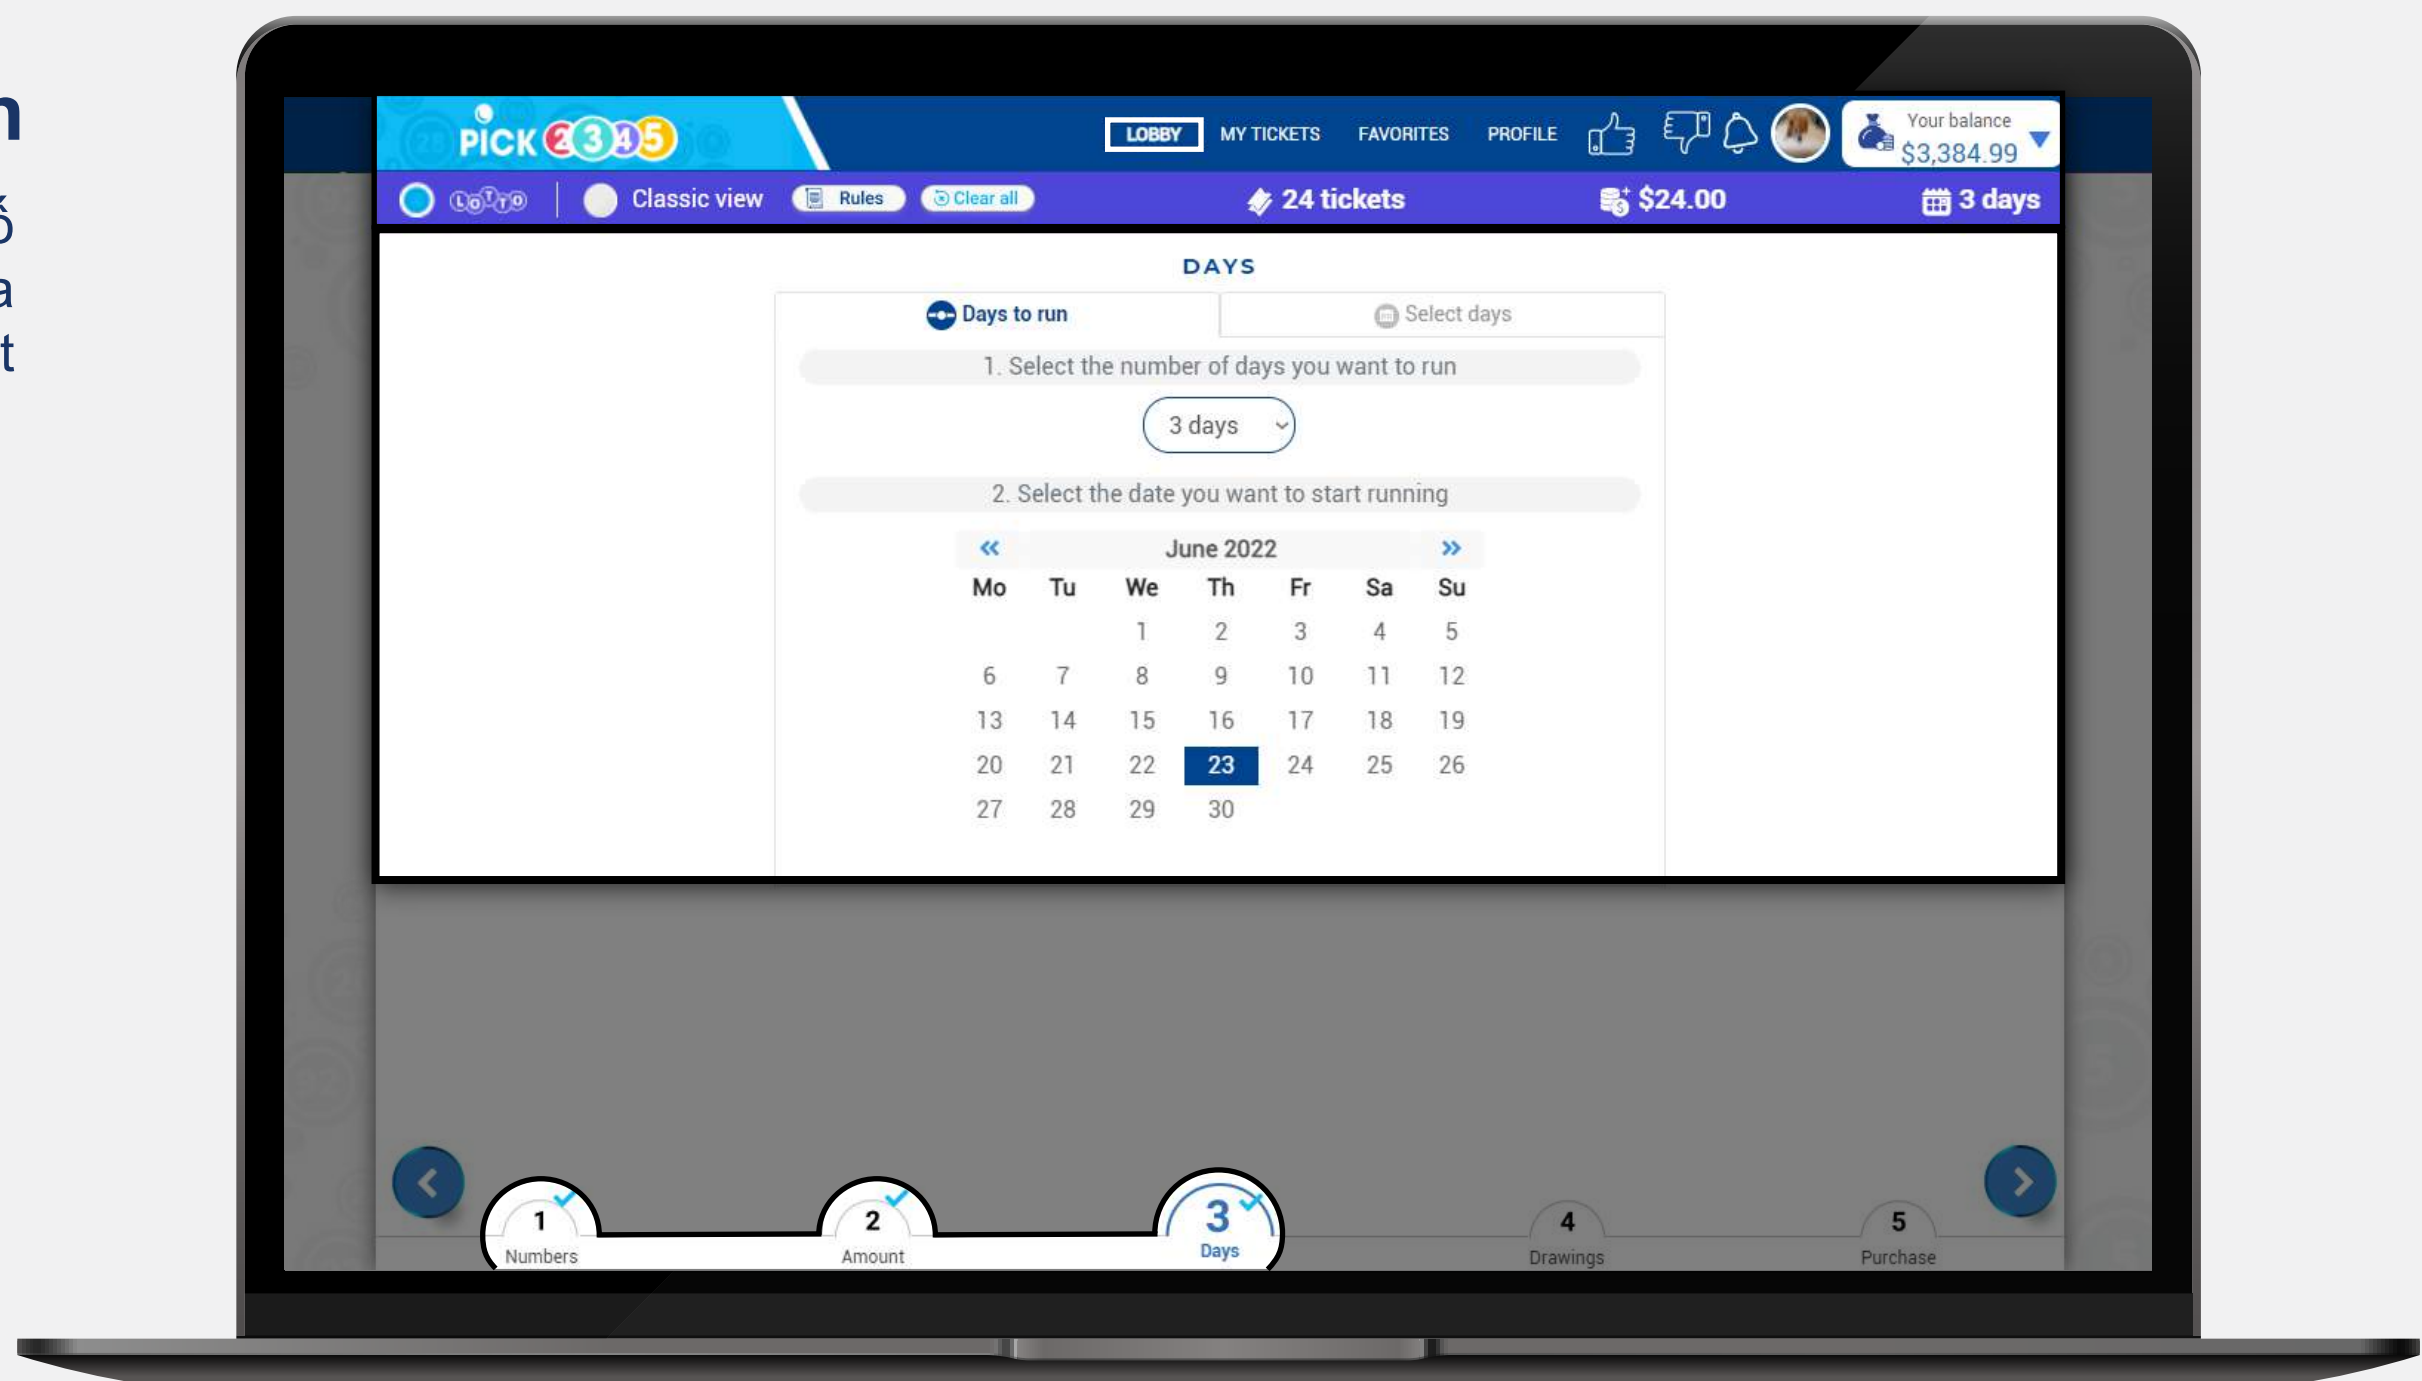 n
ố
a
t
PiCK 2345
LOBBY MY TICKETS FAVORITES PROFILE
Your balance
$3,384.99
LOTTO Classic view Rules Clear all 24 tickets $24.00 3 days
DAYS
Days to run Select days
1. Select the number of days you want to run
3 days
2. Select the date you want to start running
« June 2022 »
Mo Tu We Th Fr Sa Su
1 2 3 4 5
6 7 8 9 10 11 12
13 14 15 16 17 18 19
20 21 22 23 24 25 26
27 28 29 30
1 2 3 4 5
Numbers Amount Days Drawings Purchase